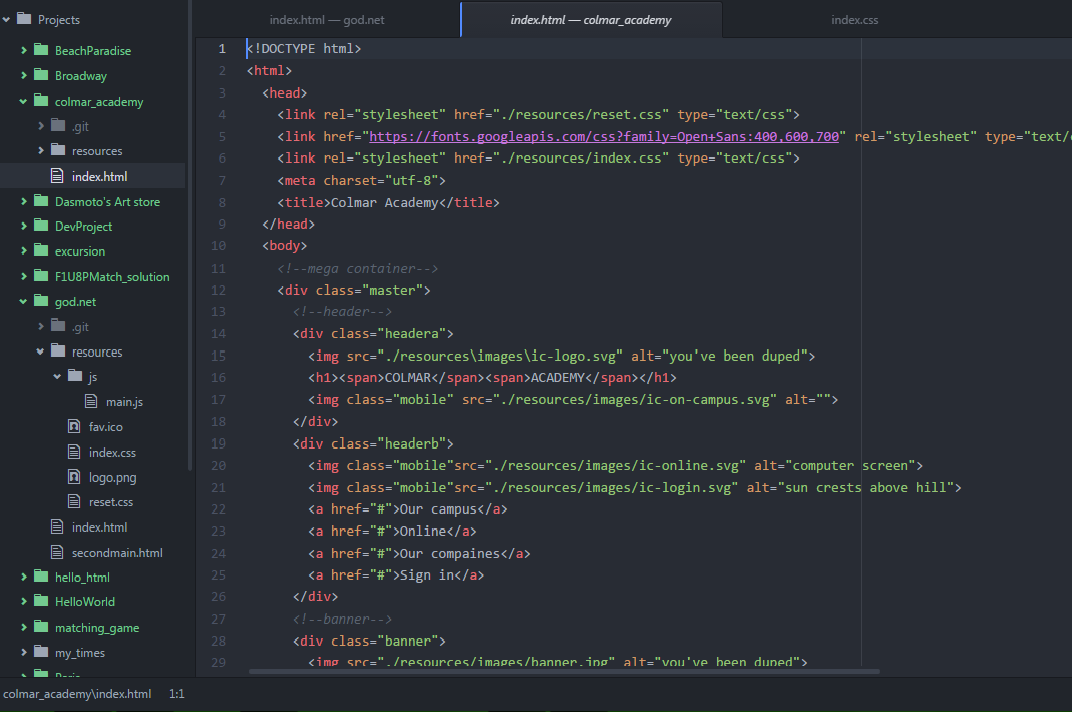 Projects
BeachParadise
Broadway
colmar_academy
.git
resources
index.html
Dasmoto's Art store
DevProject
excursion
F1U8PMatch_solution
god.net
.git
resources
js
main.js
fav.ico
index.css
logo.png
reset.css
index.html
secondmain.html
hello_html
HelloWorld
matching_game
my_times
index.html — god.net
index.html — colmar_academy
index.css
1 <!DOCTYPE html>
2 <html>
3 <head>
4 <link rel="stylesheet" href="./resources/reset.css" type="text/css">
5 <link href="https://fonts.googleapis.com/css?family=Open+Sans:400,600,700" rel="stylesheet" type="text/c
6 <link rel="stylesheet" href="./resources/index.css" type="text/css">
7 <meta charset="utf-8">
8 <title>Colmar Academy</title>
9 </head>
10 <body>
11 <!--mega container-->
12 <div class="master">
13 <!--header-->
14 <div class="headera">
15 <img src="./resources\images\ic-logo.svg" alt="you've been duped">
16 <h1><span>COLMAR</span><span>ACADEMY</span></h1>
17 <img class="mobile" src="./resources/images/ic-on-campus.svg" alt="">
18 </div>
19 <div class="headerb">
20 <img class="mobile"src="./resources/images/ic-online.svg" alt="computer screen">
21 <img class="mobile"src="./resources/images/ic-login.svg" alt="sun crests above hill">
22 <a href="#">Our campus</a>
23 <a href="#">Online</a>
24 <a href="#">Our compaines</a>
25 <a href="#">Sign in</a>
26 </div>
27 <!--banner-->
28 <div class="banner">
29 <img src="./resources/images/banner.jpg" alt="you've been duped">
colmar_academy\index.html 1:1